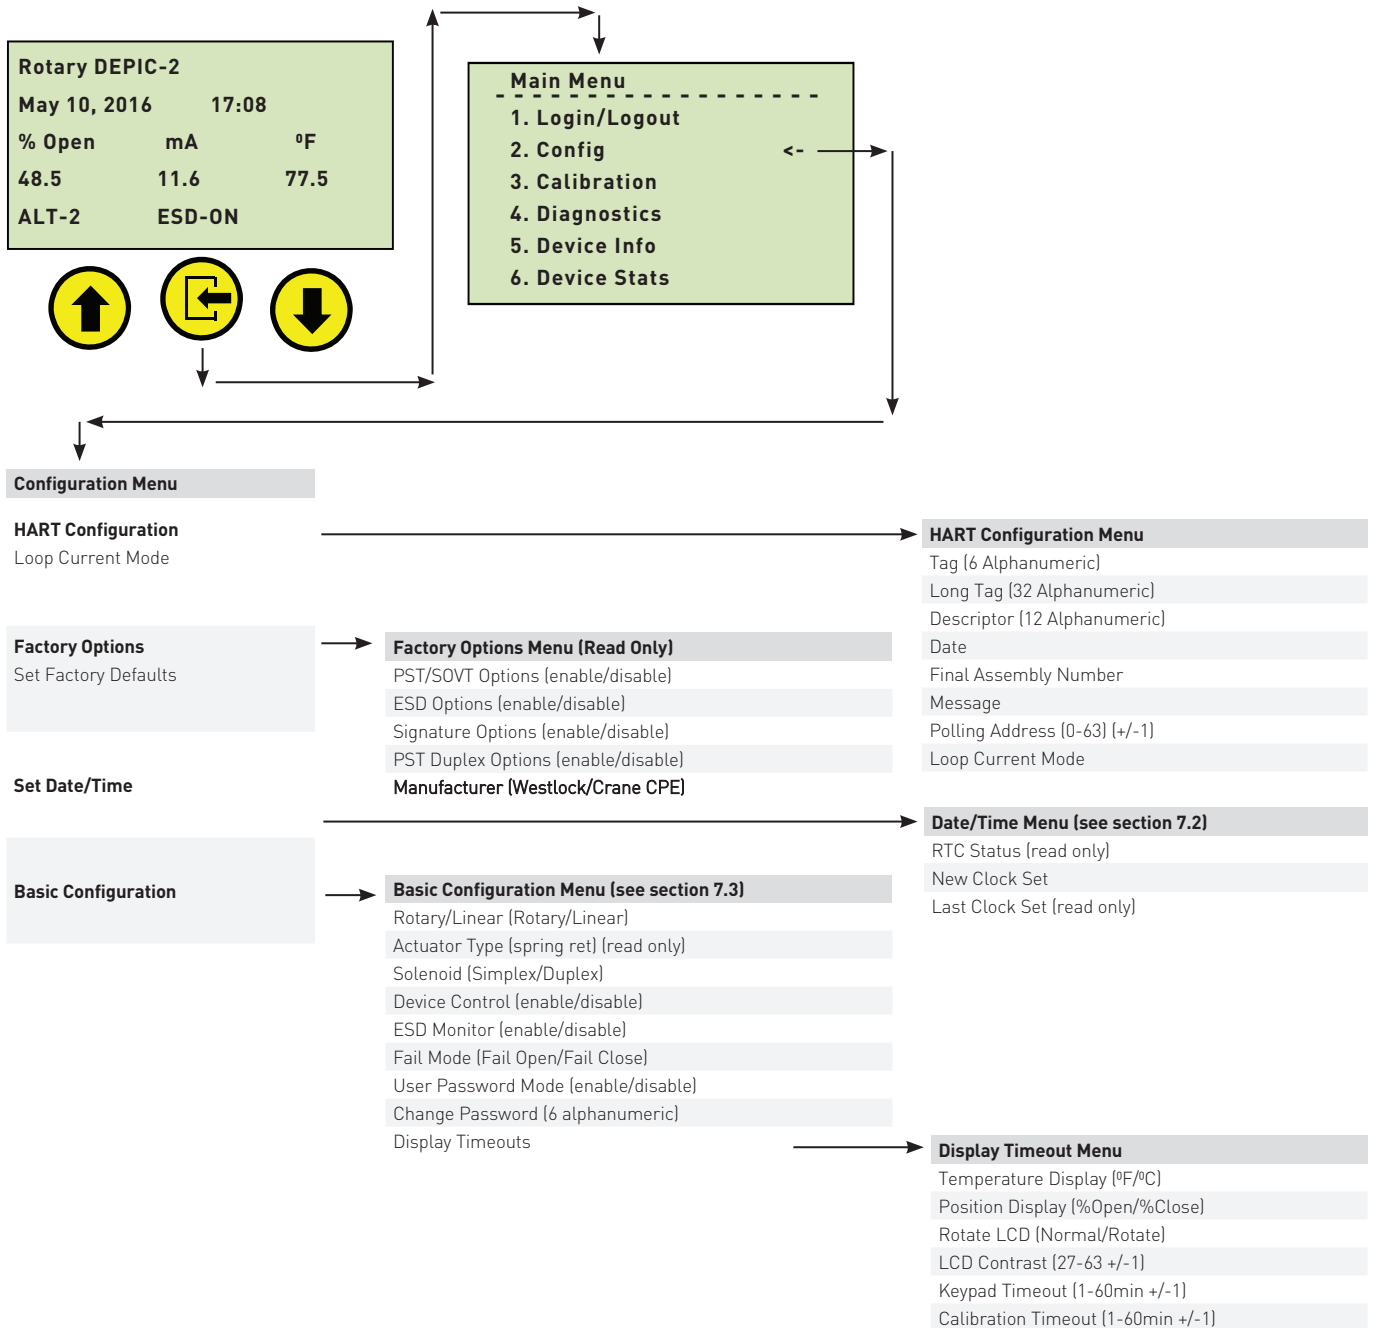 Rotary DEPIC-2
May 10, 2016 17:08
% Open mA ⁰F
48.5 11.6 77.5
ALT-2 ESD-ON
Main Menu
- - - - - - - - - - - - - - - - - -
1. Login/Logout
2. Config <-
3. Calibration
4. Diagnostics
5. Device Info
6. Device Stats
Configuration Menu
HART Configuration
Loop Current Mode
Factory Options
Set Factory Defaults
Set Date/Time
Basic Configuration
Factory Options Menu (Read Only)
PST/SOVT Options (enable/disable)
ESD Options (enable/disable)
Signature Options (enable/disable)
PST Duplex Options (enable/disable)
Manufacturer (Westlock/Crane CPE)
Basic Configuration Menu (see section 7.3)
Rotary/Linear (Rotary/Linear)
Actuator Type (spring ret) (read only)
Solenoid (Simplex/Duplex)
Device Control (enable/disable)
ESD Monitor (enable/disable)
Fail Mode (Fail Open/Fail Close)
User Password Mode (enable/disable)
Change Password (6 alphanumeric)
Display Timeouts
HART Configuration Menu
Tag (6 Alphanumeric)
Long Tag (32 Alphanumeric)
Descriptor (12 Alphanumeric)
Date
Final Assembly Number
Message
Polling Address (0-63) (+/-1)
Loop Current Mode
Date/Time Menu (see section 7.2)
RTC Status (read only)
New Clock Set
Last Clock Set (read only)
Display Timeout Menu
Temperature Display (⁰F/⁰C)
Position Display (%Open/%Close)
Rotate LCD (Normal/Rotate)
LCD Contrast (27-63 +/-1)
Keypad Timeout (1-60min +/-1)
Calibration Timeout (1-60min +/-1)